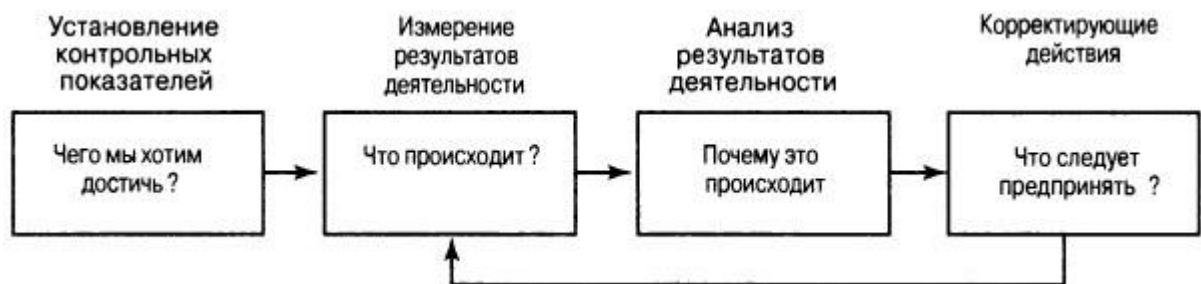 Установление
контрольных
показателей
Измерение
результатов
деятельности
Анализ
результатов
деятельности
Корректирующие
действия
Чего мы хотим
достичь ?
Что происходит ?
Почему это
происходит
Что следует
предпринять ?